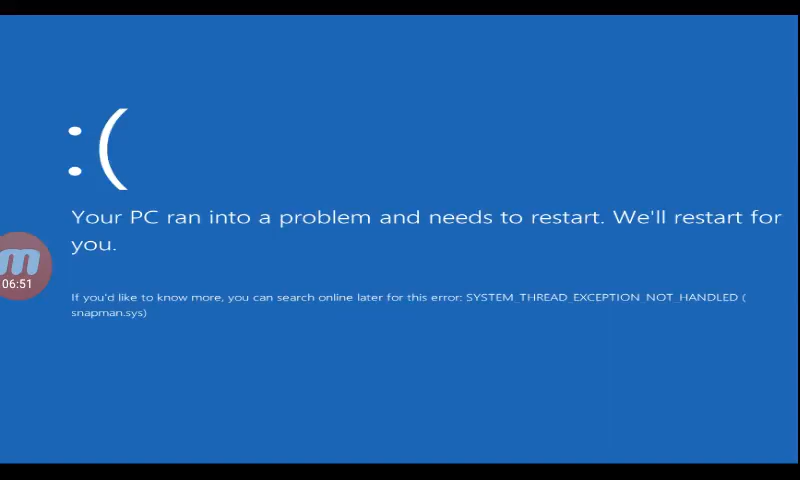 :(
Your PC ran into a problem and needs to restart. We'll restart for
you.
m
06:51
If you'd like to know more, you can search online later for this error: SYSTEM_THREAD_EXCEPTION_NOT_HANDLED (
snapman.sys)